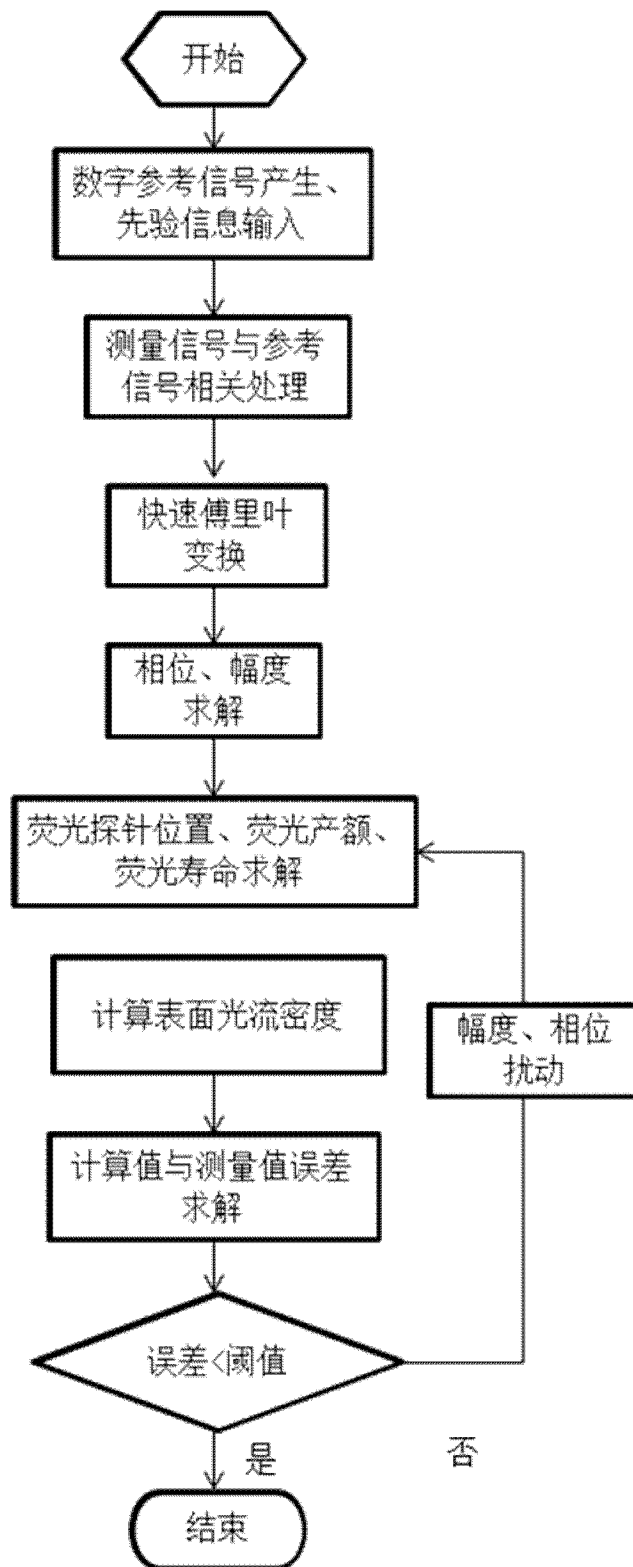 开始
数字参考信号产生、
先验信息输入
测量信号与参考
信号相关处理
快速傅里叶
变换
相位、幅度
求解
荧光探针位置、荧光产额、
荧光寿命求解
计算表面光流密度
幅度、相位
扰动
计算值与测量值误差
求解
误差<阈值
是
否
结束